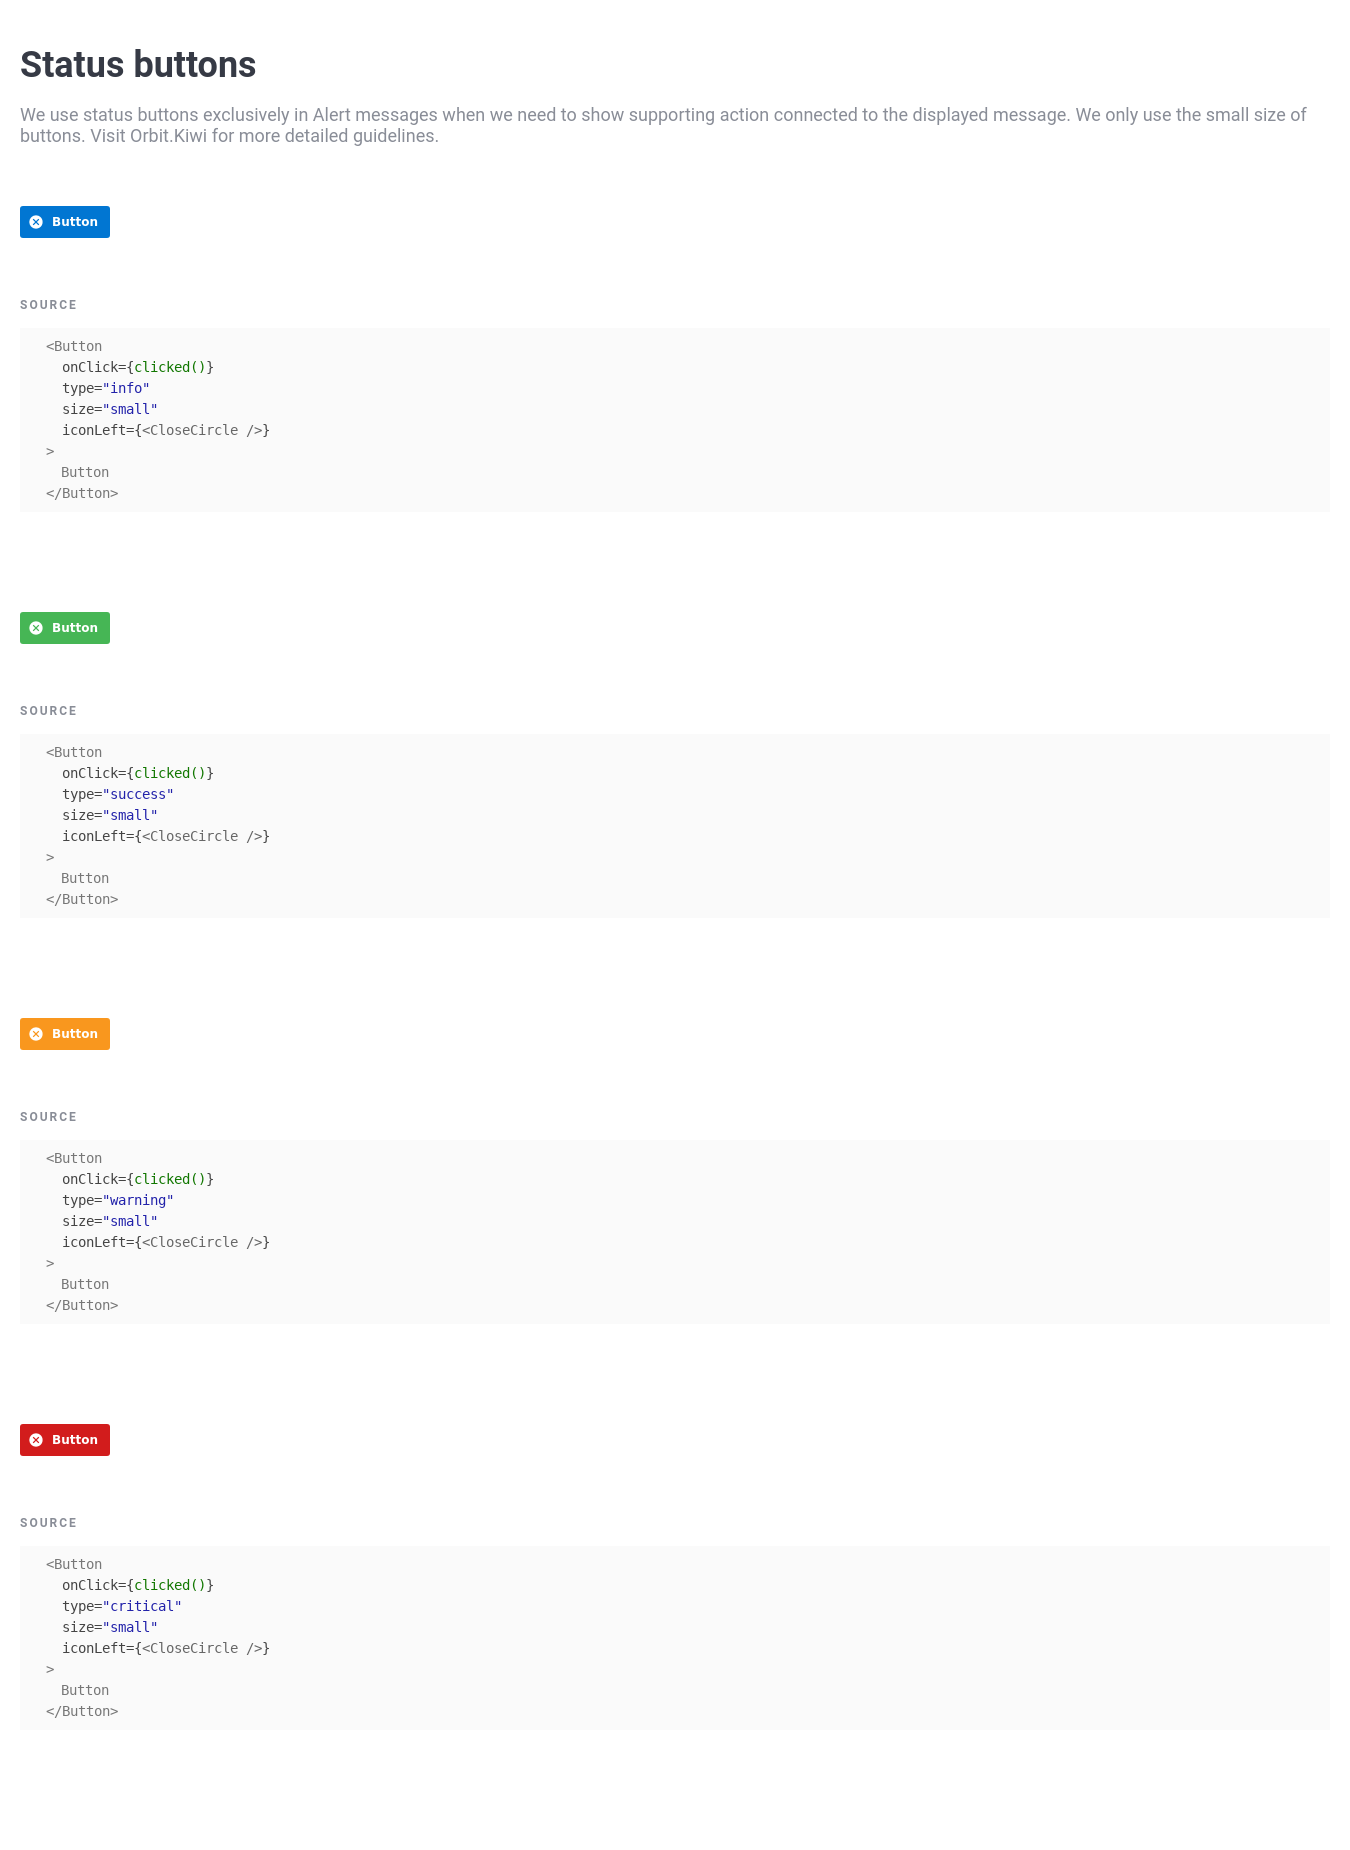 Status buttons
We use status buttons exclusively in Alert messages when we need to show supporting action connected to the displayed message. We only use the small size of
buttons. Visit Orbit.Kiwi for more detailed guidelines.
Button
SOURCE
<Button
  onClick={clicked()}
  type="info"
  size="small"
  iconLeft={<CloseCircle />}
>
  Button
</Button>
Button
SOURCE
<Button
  onClick={clicked()}
  type="success"
  size="small"
  iconLeft={<CloseCircle />}
>
  Button
</Button>
Button
SOURCE
<Button
  onClick={clicked()}
  type="warning"
  size="small"
  iconLeft={<CloseCircle />}
>
  Button
</Button>
Button
SOURCE
<Button
  onClick={clicked()}
  type="critical"
  size="small"
  iconLeft={<CloseCircle />}
>
  Button
</Button>